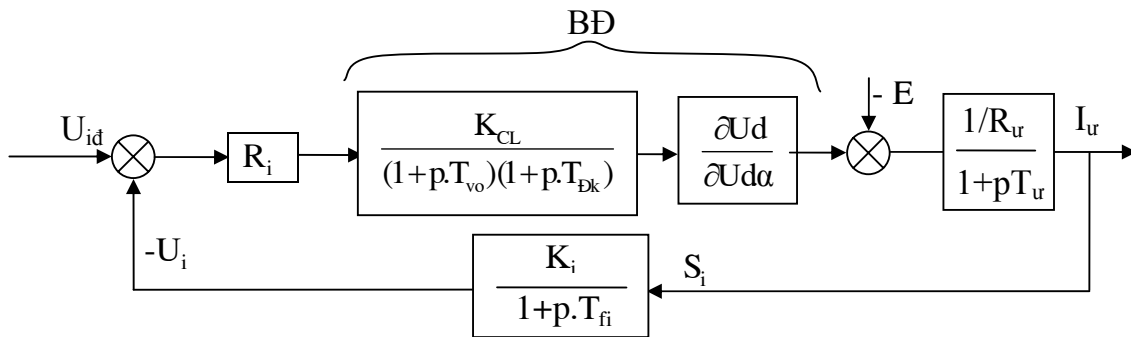 BĐ
U_iđ
R_i
K_CL
(1+p.T_vo)(1+p.T_Đk)
∂Ud
∂Udα
- E
1/R_ư
1+pT_ư
I_ư
-U_i
K_i
1+p.T_fi
S_i